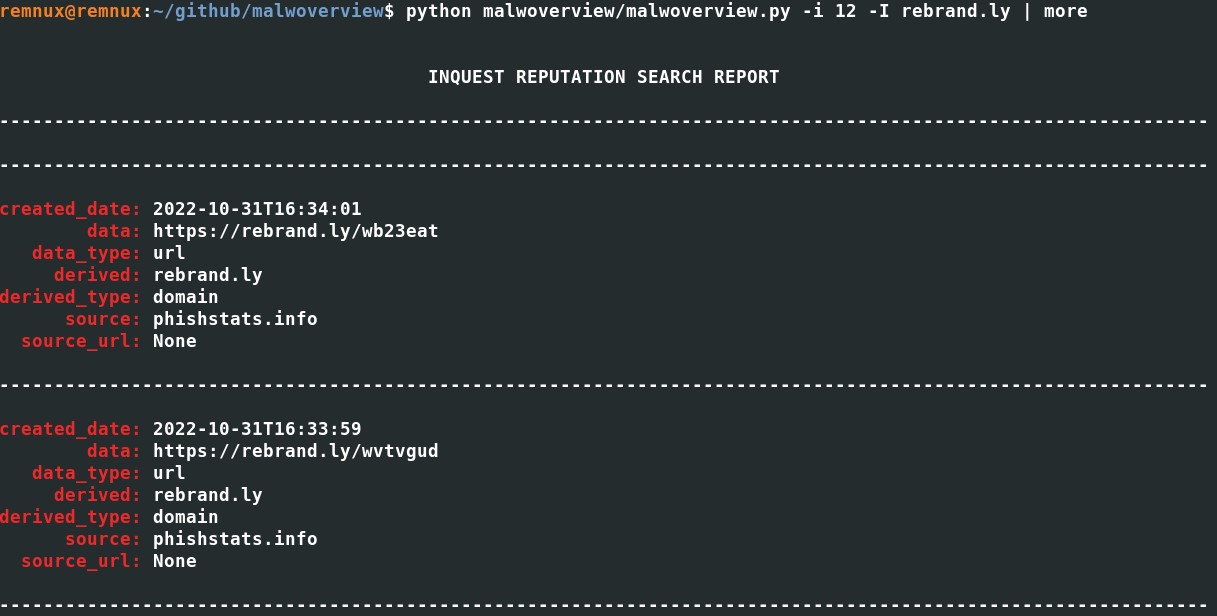 remnux@remnux:~/github/malwoverview$ python malwoverview/malwoverview.py -i 12 -I rebrand.ly | more
INQUEST REPUTATION SEARCH REPORT
--------------------------------------------------------------------------------------------------------------
--------------------------------------------------------------------------------------------------------------
created_date: 2022-10-31T16:34:01
data: https://rebrand.ly/wb23eat
data_type: url
derived: rebrand.ly
derived_type: domain
source: phishstats.info
source_url: None
--------------------------------------------------------------------------------------------------------------
created_date: 2022-10-31T16:33:59
data: https://rebrand.ly/wvtvgud
data_type: url
derived: rebrand.ly
derived_type: domain
source: phishstats.info
source_url: None
--------------------------------------------------------------------------------------------------------------